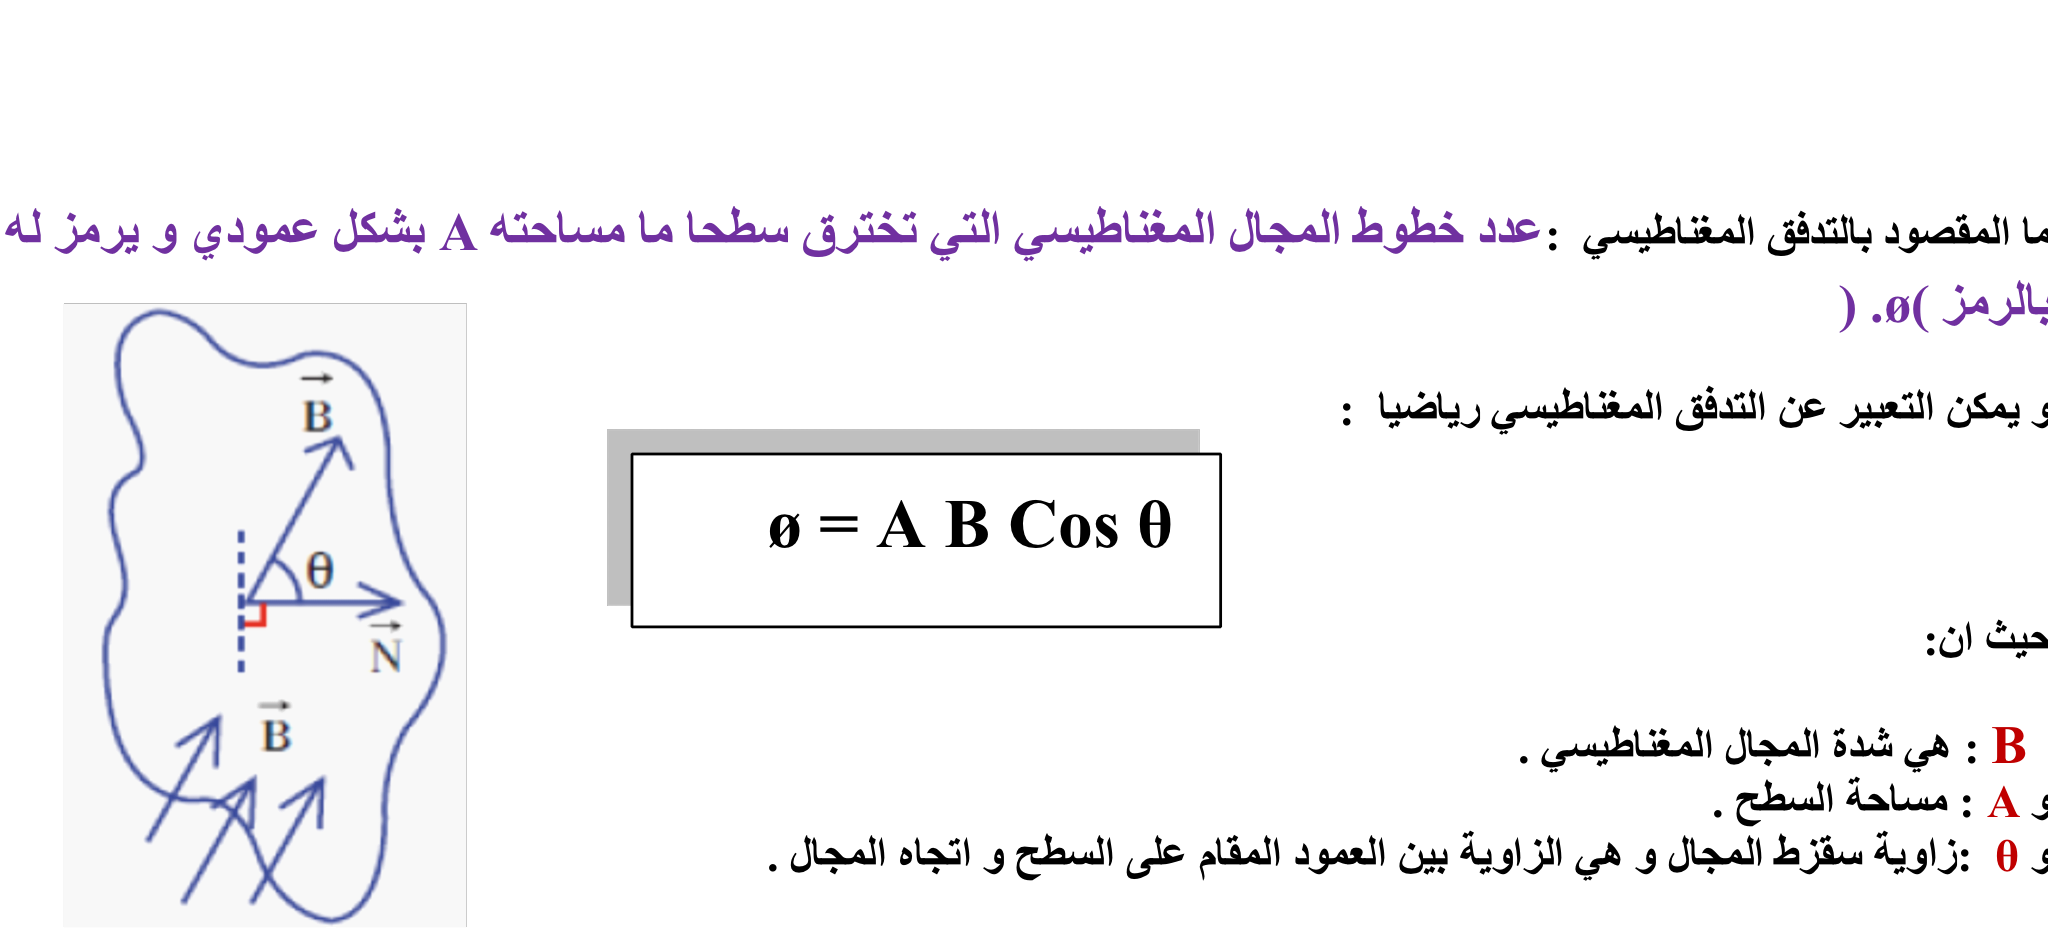 ما المقصود بالتدفق المغناطيسي : عدد خطوط المجال المغناطيسي التي تخترق سطحا ما مساحته A بشكل عمودي و يرمز له
بالرمز )ø. (
و يمكن التعبير عن التدفق المغناطيسي رياضيا :
ø = A B Cos θ
حيث ان:
B : هي شدة المجال المغناطيسي .
و A : مساحة السطح .
و θ :زاوية سقزط المجال و هي الزاوية بين العمود المقام على السطح و اتجاه المجال .
B
θ
N
B